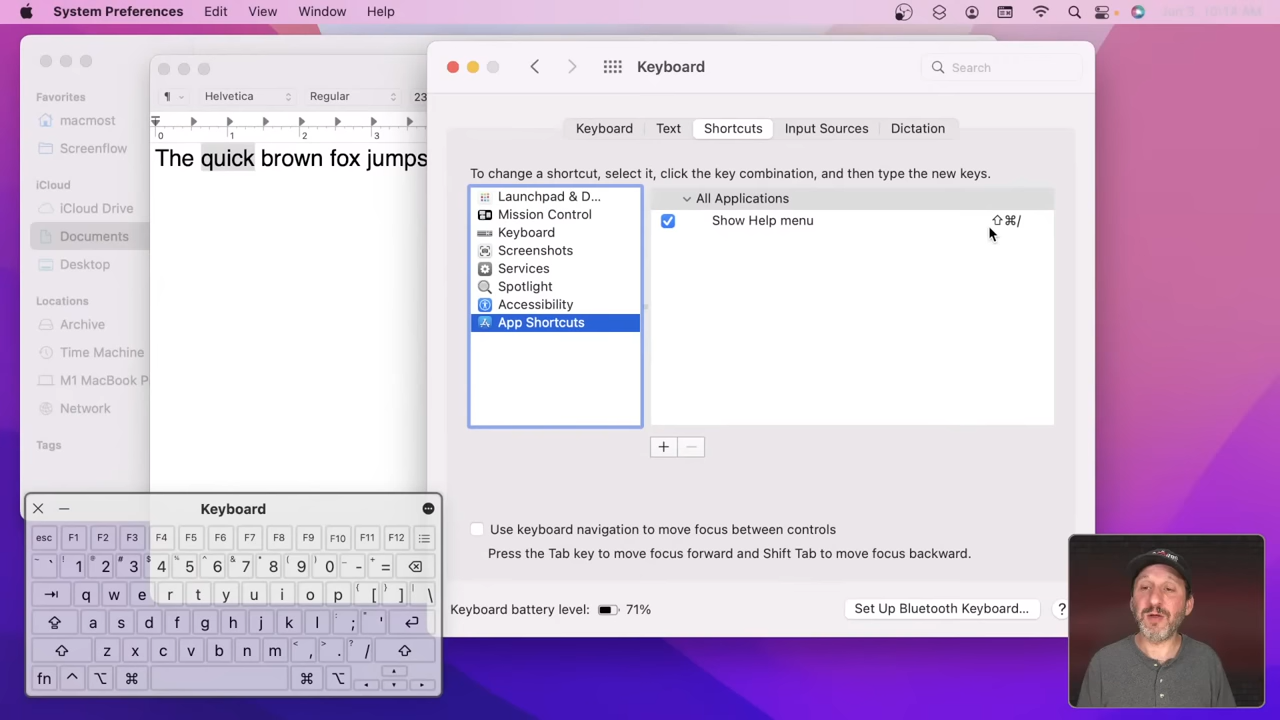 System Preferences Edit View Window Help
Keyboard
Search
Favorites
macmost
Screenflow
iCloud
iCloud Drive
Documents
Desktop
Locations
Archive
Time Machine
M1 MacBook P
Network
Tags
¶ Helvetica Regular 23
0 1 2 3
The quick brown fox jumps
Keyboard Text Shortcuts Input Sources Dictation
To change a shortcut, select it, click the key combination, and then type the new keys.
Launchpad & D...
Mission Control
Keyboard
Screenshots
Services
Spotlight
Accessibility
App Shortcuts
All Applications
Show Help menu ⇧⌘/
+ −
Use keyboard navigation to move focus between controls
Press the Tab key to move focus forward and Shift Tab to move focus backward.
Keyboard battery level: 71%
Set Up Bluetooth Keyboard...
?
Keyboard
esc F1 F2 F3 F4 F5 F6 F7 F8 F9 F10 F11 F12
~ ` ! 1 @ 2 # 3 $ 4 % 5 ^ 6 & 7 * 8 ( 9 ) 0 _ - + = ⌫
⇥ q w e r t y u i o p { [ } ] | \
⇪ a s d f g h j k l : ; " ' ↩
⇧ z x c v b n m < , > . ? / ⇧
fn ^ ⌥ ⌘ ⌘ ⌥